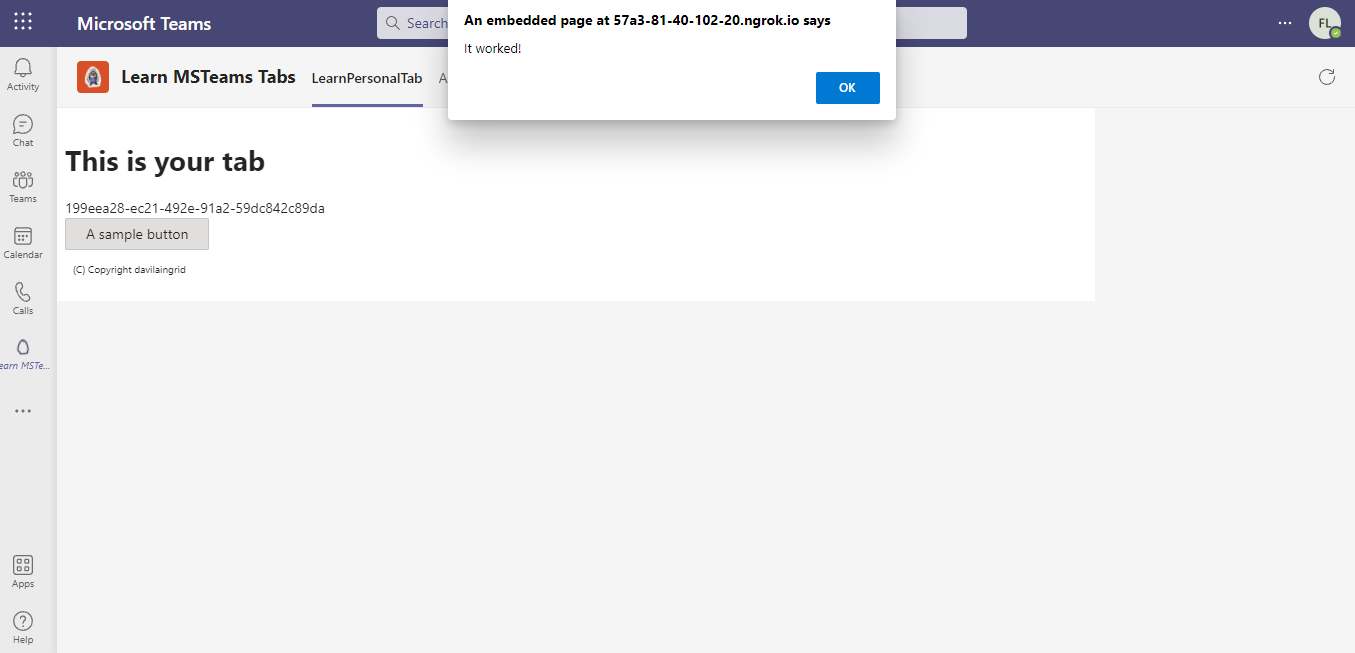 Microsoft Teams
Search
An embedded page at 57a3-81-40-102-20.ngrok.io says
It worked!
OK
FL
Activity
Chat
Teams
Calendar
Calls
earn MSTe...
Apps
Help
Learn MSTeams Tabs
LearnPersonalTab
A
This is your tab
199eea28-ec21-492e-91a2-59dc842c89da
A sample button
(C) Copyright davilaingrid